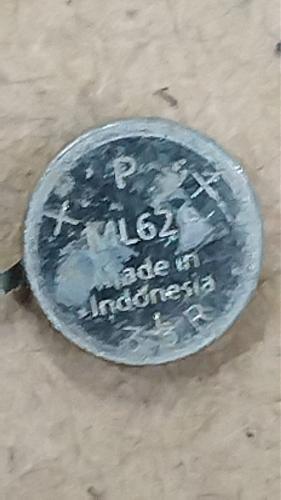 P
X X
ML62
Made in
Indonesia